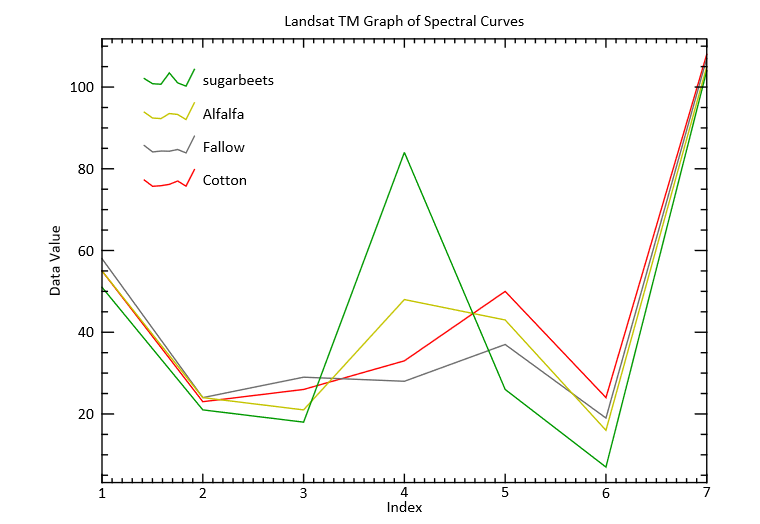 Landsat TM Graph of Spectral Curves
sugarbeets
Alfalfa
Fallow
Cotton
Data Value
100
80
60
40
20
1 2 3 4 5 6 7
Index